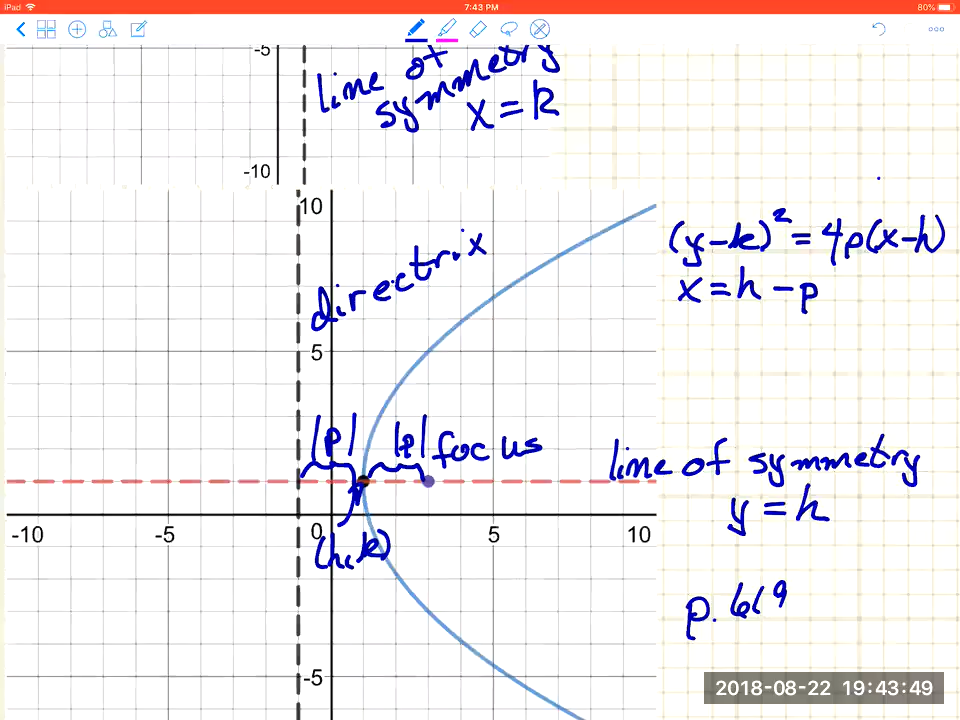 iPad 7:43 PM 80%
-5
line of
symmetry
x = k
-10
10
directrix
(y-k)² = 4p(x-h)
x = h - p
5
|p| |p| focus
line of symmetry
y = h
-10 -5 0 5 10
(h, k)
p. 619
-5
2018-08-22 19:43:49